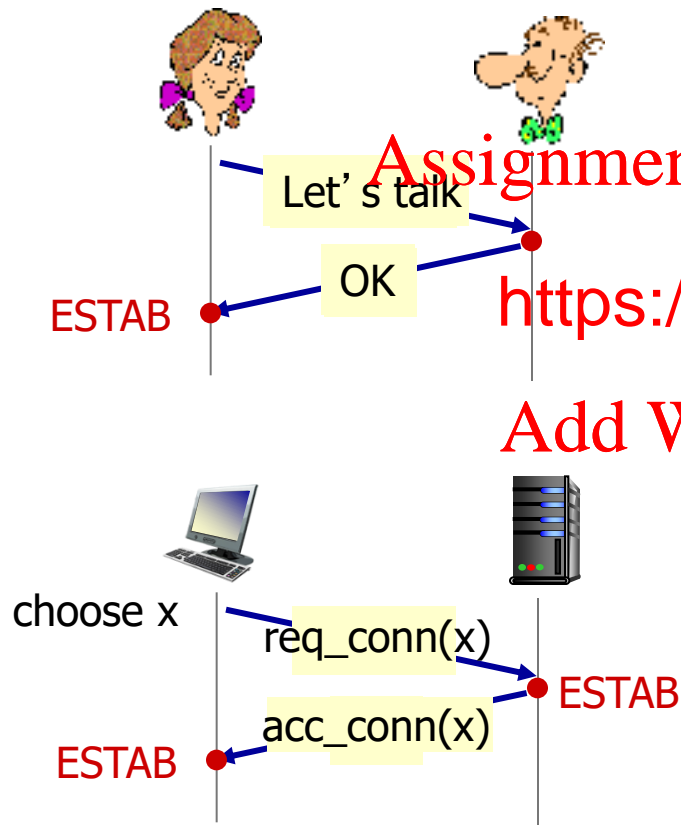 Let's talk
Assignmen
OK
ESTAB
https:/
Add W
choose x
req_conn(x)
ESTAB
acc_conn(x)
ESTAB